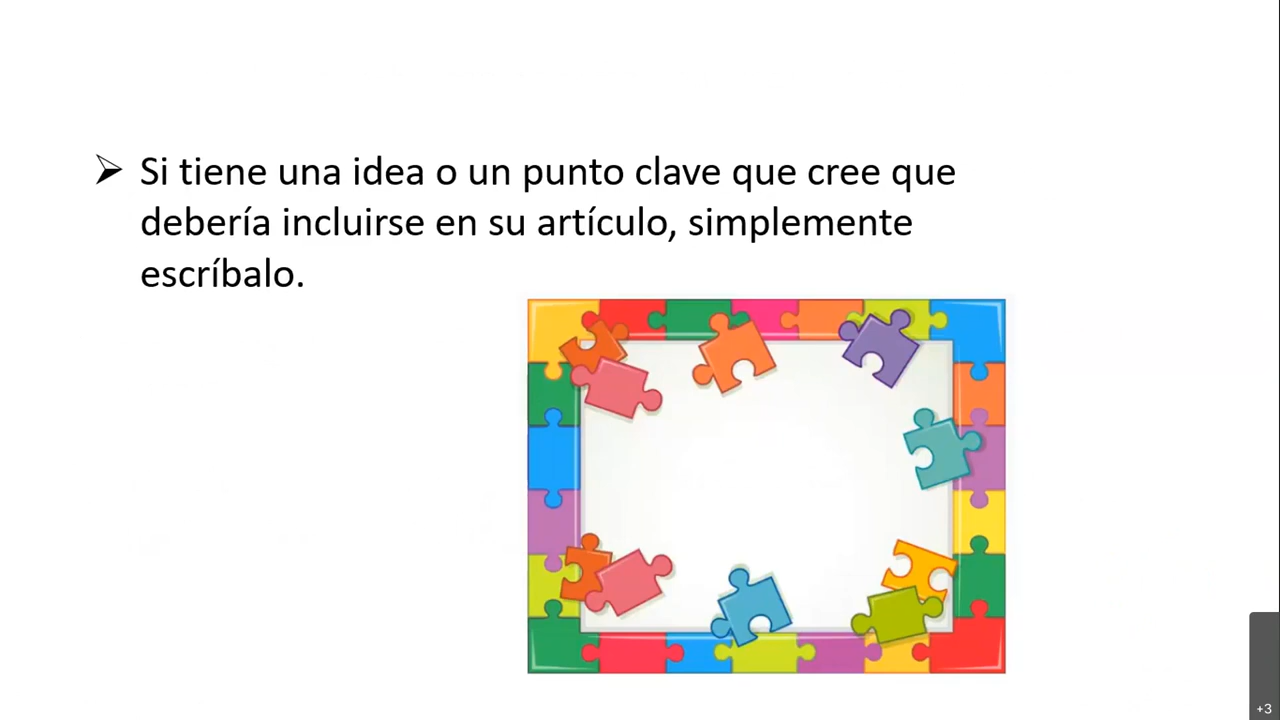 Si tiene una idea o un punto clave que cree que
debería incluirse en su artículo, simplemente
escríbalo.
+3